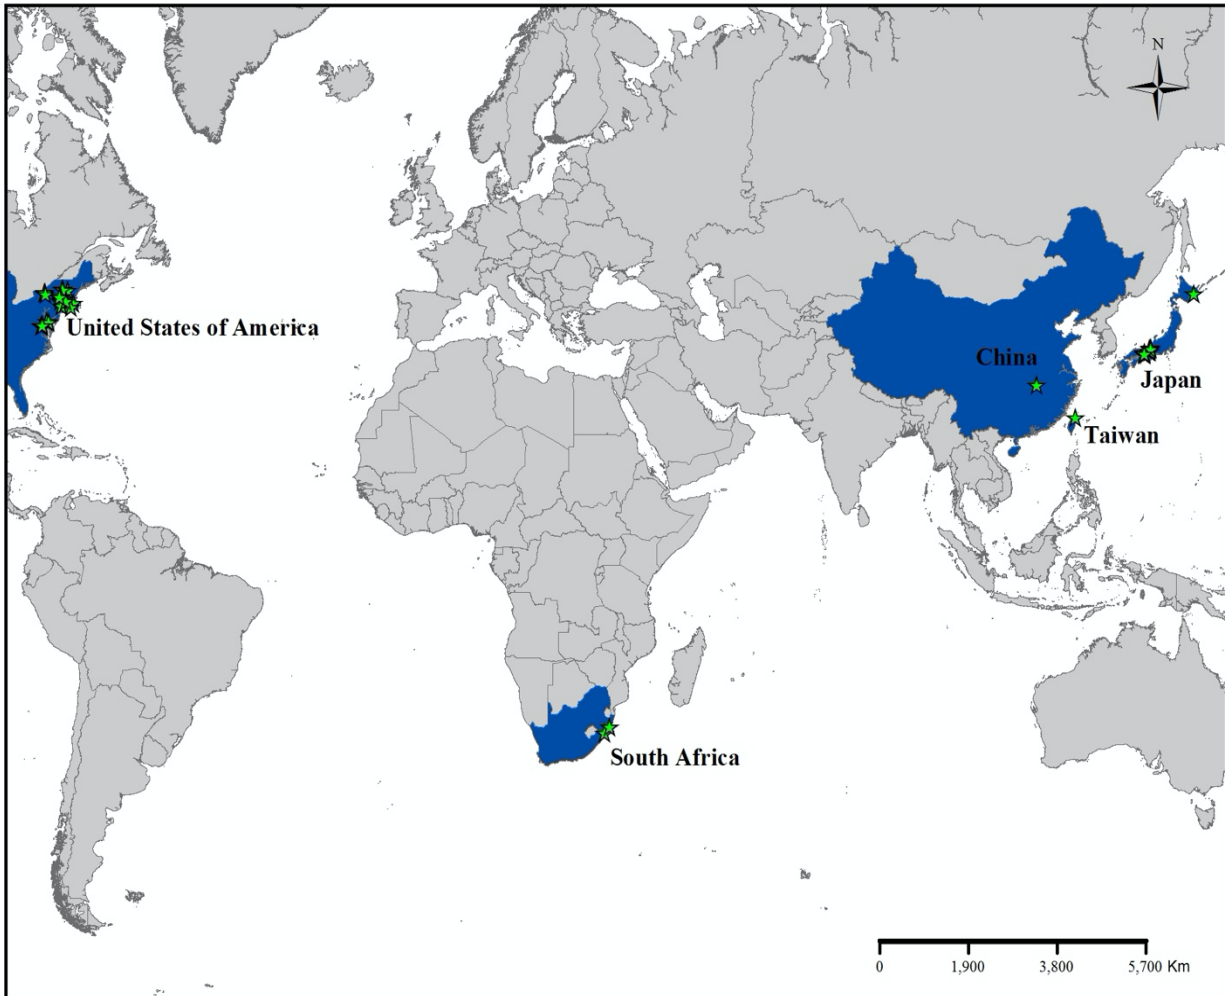 N
United States of America
China
Japan
Taiwan
South Africa
0 1,900 3,800 5,700 Km